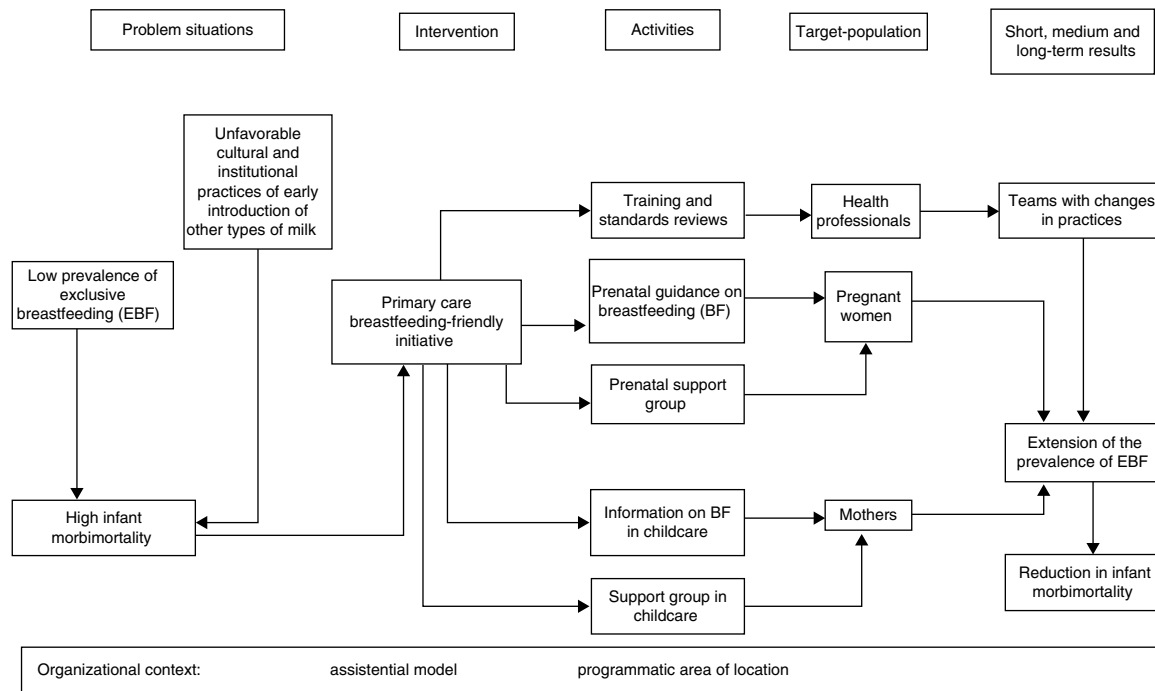 Problem situations
Intervention
Activities
Target-population
Short, medium and
long-term results
Unfavorable
cultural and
institutional
practices of early
introduction of
other types of milk
Low prevalence of
exclusive
breastfeeding (EBF)
High infant
morbimortality
Primary care
breastfeeding-friendly
initiative
Training and
standards reviews
Prenatal guidance on
breastfeeding (BF)
Prenatal support
group
Information on BF
in childcare
Support group in
childcare
Health
professionals
Pregnant
women
Mothers
Teams with changes
in practices
Extension of the
prevalence of EBF
Reduction in infant
morbimortality
Organizational context: assistential model programmatic area of location